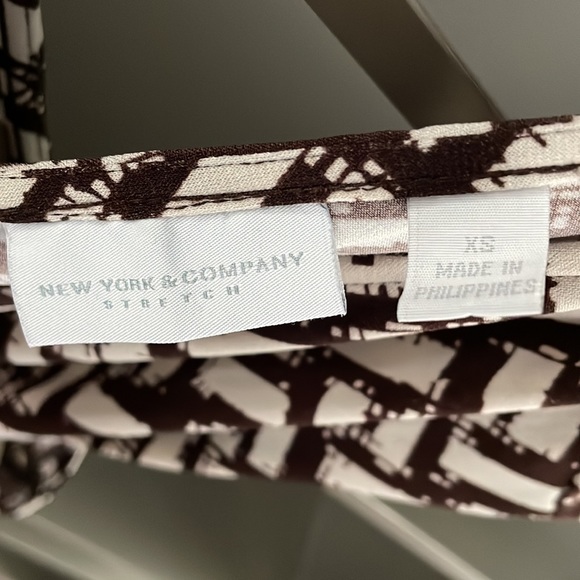 NEW YORK & COMPANY
STRETCH
XS
MADE IN
PHILIPPINES